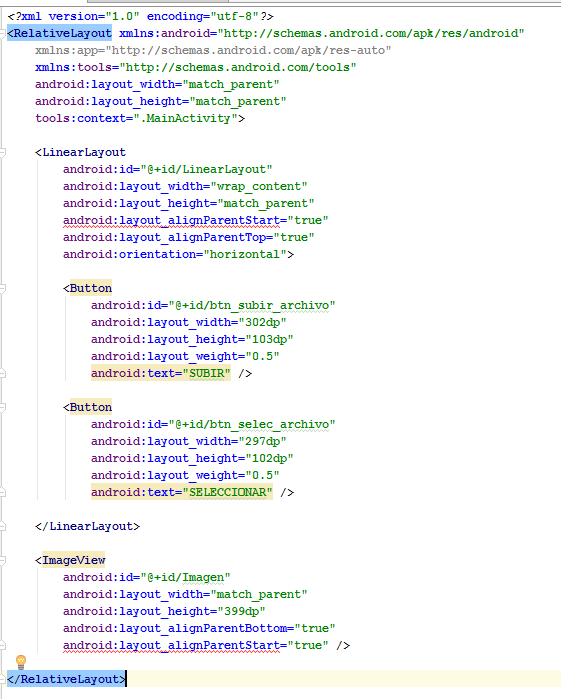 <?xml version="1.0" encoding="utf-8"?>
<RelativeLayout xmlns:android="http://schemas.android.com/apk/res/android"
    xmlns:app="http://schemas.android.com/apk/res-auto"
    xmlns:tools="http://schemas.android.com/tools"
    android:layout_width="match_parent"
    android:layout_height="match_parent"
    tools:context=".MainActivity">

    <LinearLayout
        android:id="@+id/LinearLayout"
        android:layout_width="wrap_content"
        android:layout_height="match_parent"
        android:layout_alignParentStart="true"
        android:layout_alignParentTop="true"
        android:orientation="horizontal">

        <Button
            android:id="@+id/btn_subir_archivo"
            android:layout_width="302dp"
            android:layout_height="103dp"
            android:layout_weight="0.5"
            android:text="SUBIR" />

        <Button
            android:id="@+id/btn_selec_archivo"
            android:layout_width="297dp"
            android:layout_height="102dp"
            android:layout_weight="0.5"
            android:text="SELECCIONAR" />

    </LinearLayout>

    <ImageView
        android:id="@+id/Imagen"
        android:layout_width="match_parent"
        android:layout_height="399dp"
        android:layout_alignParentBottom="true"
        android:layout_alignParentStart="true" />

</RelativeLayout>